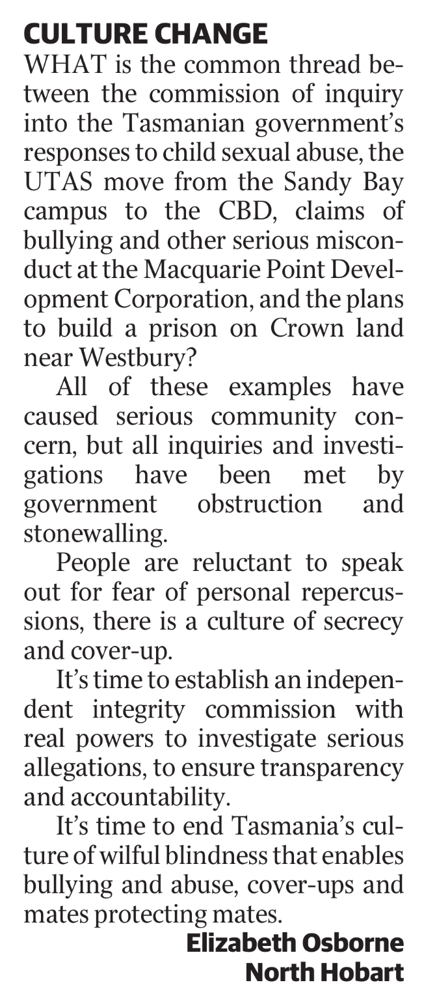 CULTURE CHANGE
WHAT is the common thread be-
tween the commission of inquiry
into the Tasmanian government's
responses to child sexual abuse, the
UTAS move from the Sandy Bay
campus to the CBD, claims of
bullying and other serious miscon-
duct at the Macquarie Point Devel-
opment Corporation, and the plans
to build a prison on Crown land
near Westbury?
All of these examples have
caused serious community con-
cern, but all inquiries and investi-
gations have been met by
government obstruction and
stonewalling.
People are reluctant to speak
out for fear of personal repercus-
sions, there is a culture of secrecy
and cover-up.
It's time to establish an indepen-
dent integrity commission with
real powers to investigate serious
allegations, to ensure transparency
and accountability.
It's time to end Tasmania's cul-
ture of wilful blindness that enables
bullying and abuse, cover-ups and
mates protecting mates.
Elizabeth Osborne
North Hobart